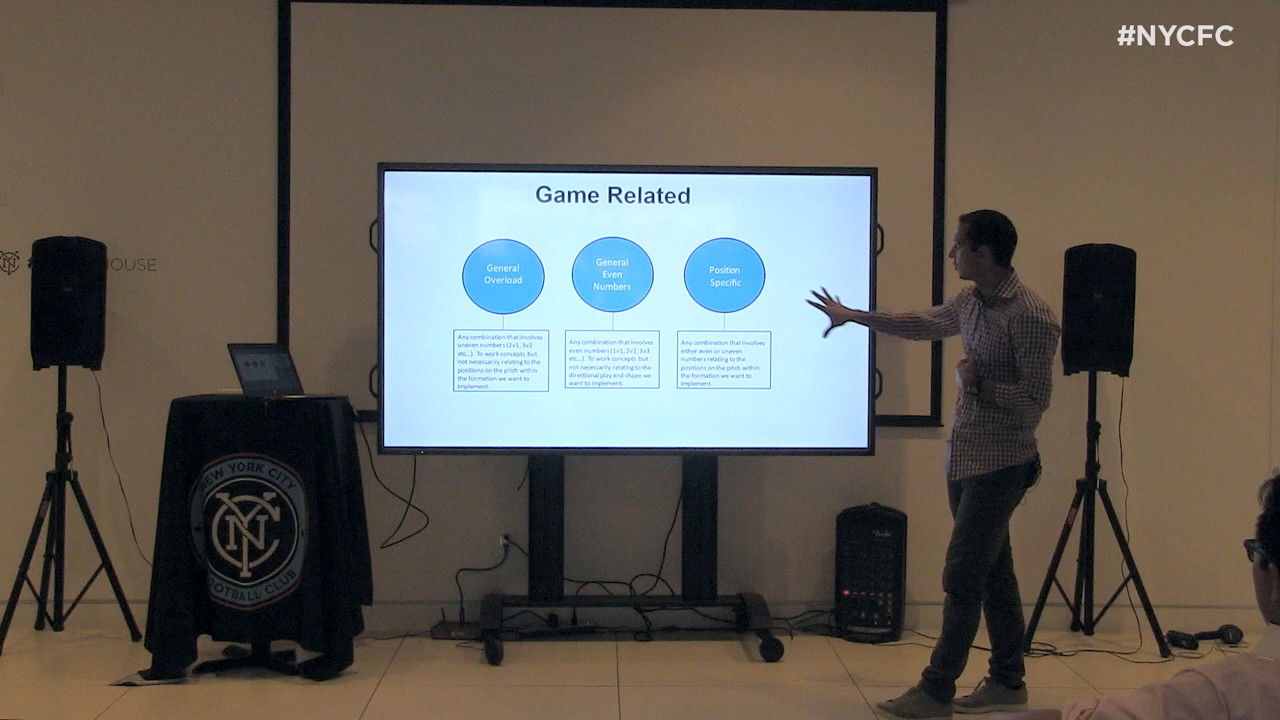 #NYCFC
Game Related
General
Overload
General
Even
Numbers
Position
Specific
Any combination that involves
uneven numbers (2v1, 3v2
etc...). To work concepts but
not necessarily relating to the
positions on the pitch within
the formation we want to
implement.
Any combination that involves
even numbers (1v1, 2v2, 3v3
etc...). To work concepts but
not necessarily relating to the
directional play and shape we
want to implement.
Any combination that involves
either even or uneven
numbers relating to the
positions on the pitch within
the formation we want to
implement.
HOUSE
NEW YORK CITY
NYC
FOOTBALL CLUB
Fender